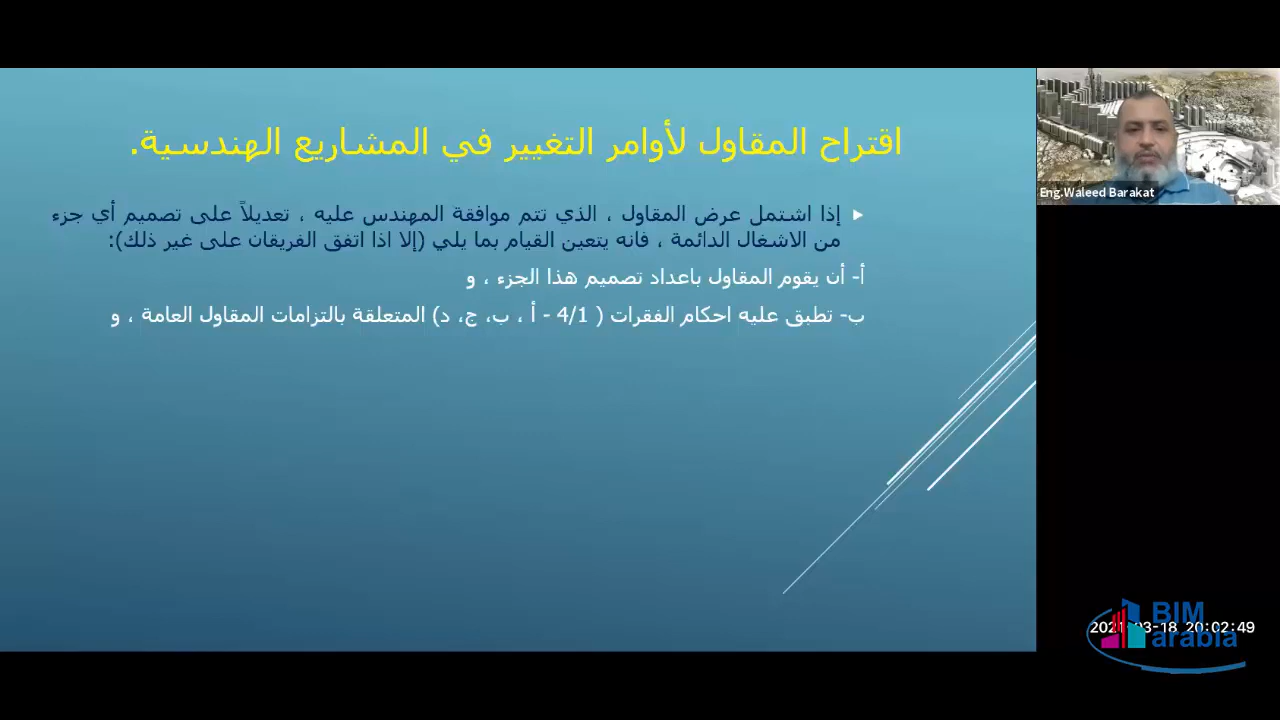 اقتراح المقاول لأوامر التغيير في المشاريع الهندسية.
إذا اشتمل عرض المقاول ، الذي تتم موافقة المهندس عليه ، تعديلاً على تصميم أي جزء
من الاشغال الدائمة ، فانه يتعين القيام بما يلي (إلا اذا اتفق الفريقان على غير ذلك):
أ- أن يقوم المقاول باعداد تصميم هذا الجزء ، و
ب- تطبق عليه احكام الفقرات ( 4/1 - أ ، ب، ج، د) المتعلقة بالتزامات المقاول العامة ، و
Eng.Waleed Barakat
BIM
arabia
2021-03-18 20:02:49